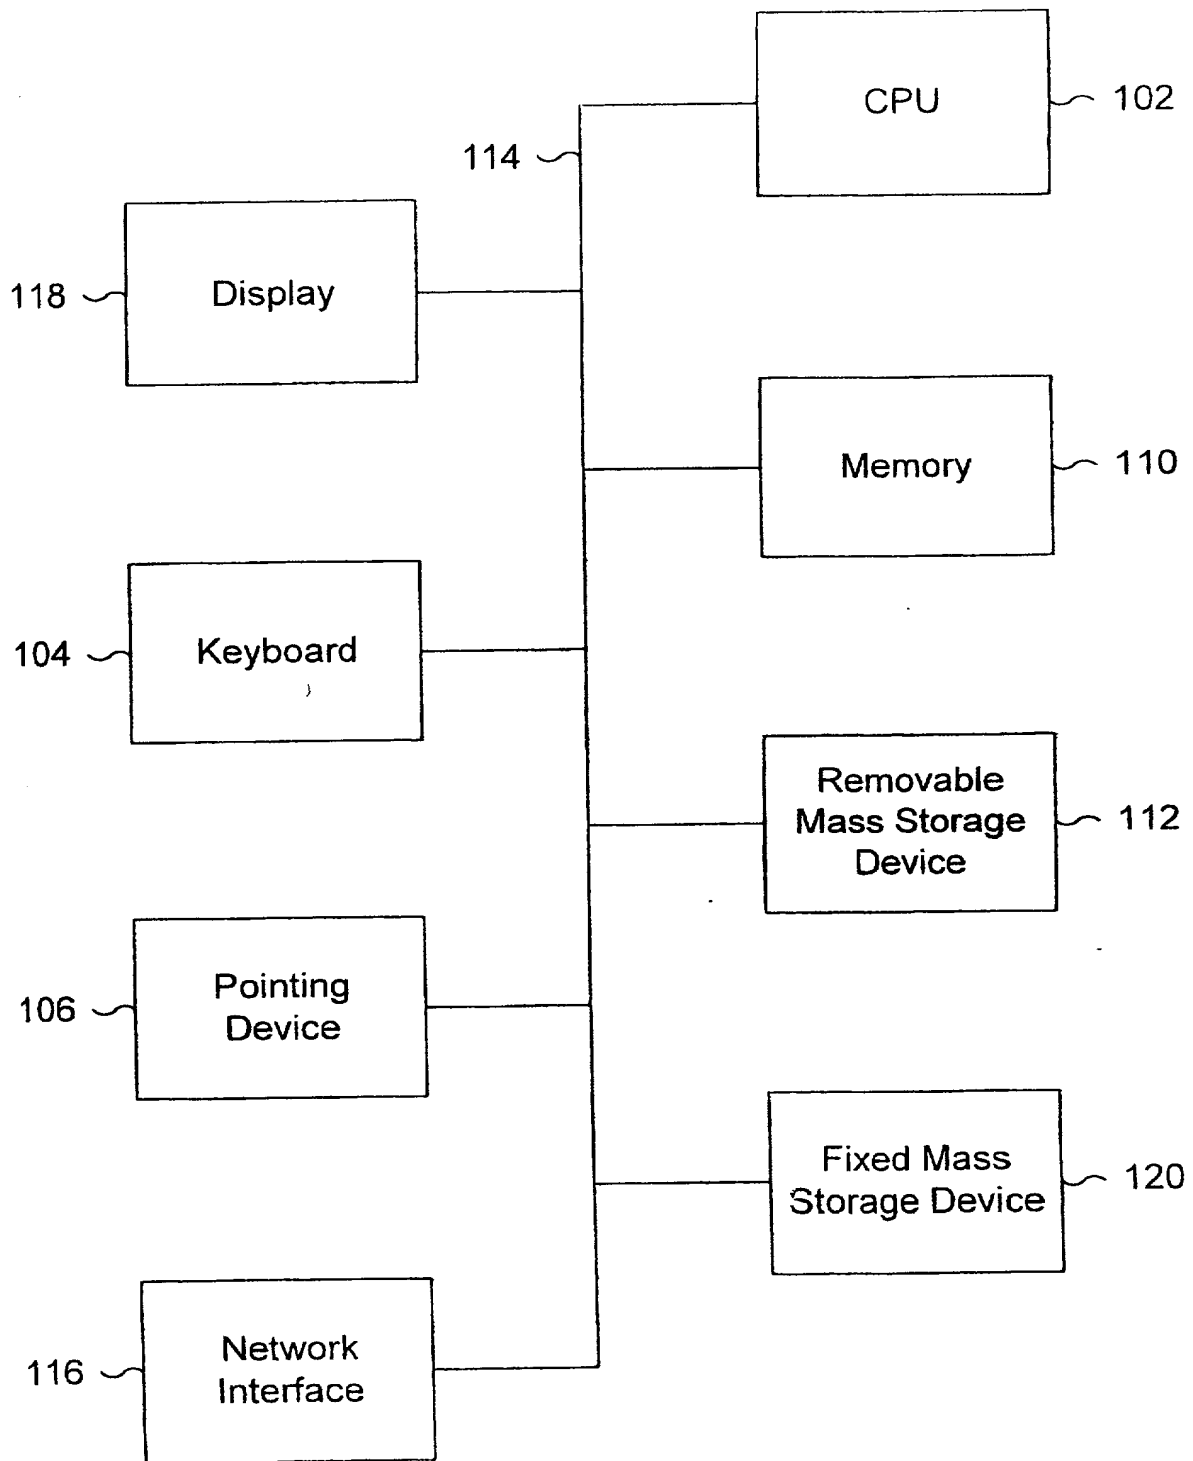 CPU
102
114
118
Display
Memory
110
104
Keyboard
Removable
Mass Storage
Device
112
106
Pointing
Device
Fixed Mass
Storage Device
120
116
Network
Interface